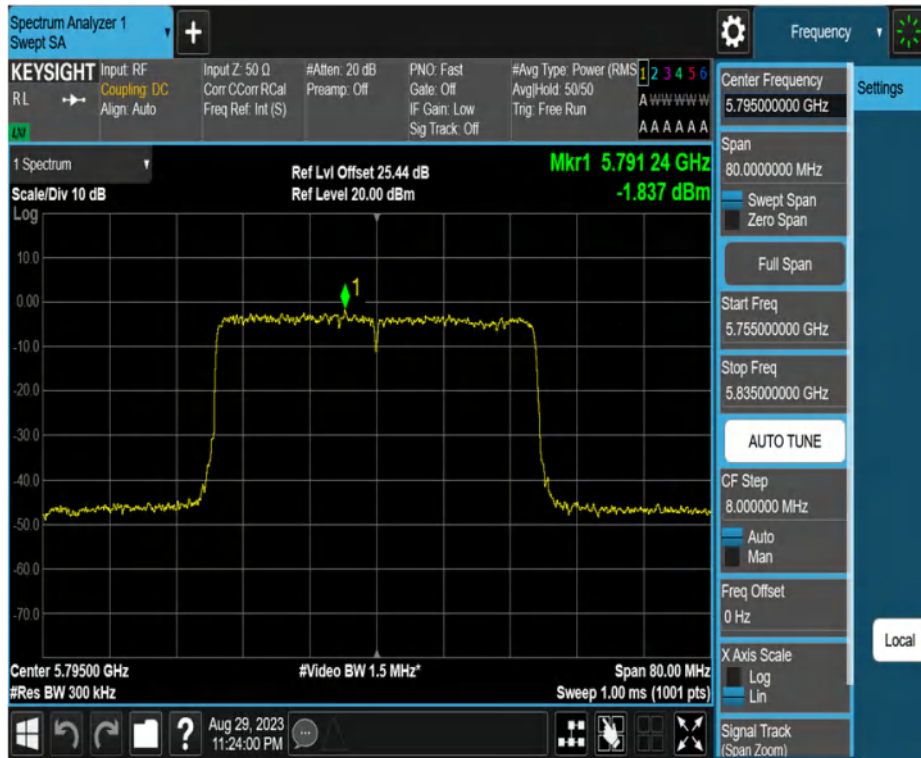 Spectrum Analyzer 1
Swept SA
+
Frequency
KEYSIGHT
RL
LXI
Input: RF
Coupling: DC
Align: Auto
Input Z: 50 Ω
Corr CCorr RCal
Freq Ref: Int (S)
#Atten: 20 dB
Preamp: Off
PNO: Fast
Gate: Off
IF Gain: Low
Sig Track: Off
#Avg Type: Power (RMS
Avg|Hold: 50/50
Trig: Free Run
1 2 3 4 5 6
A W W W W W
A A A A A A
1 Spectrum
Scale/Div 10 dB
Log
Ref Lvl Offset 25.44 dB
Ref Level 20.00 dBm
Mkr1 5.791 24 GHz
-1.837 dBm
10.0
0.00
1
-10.0
-20.0
-30.0
-40.0
-50.0
-60.0
-70.0
Center 5.79500 GHz
#Res BW 300 kHz
#Video BW 1.5 MHz*
Span 80.00 MHz
Sweep 1.00 ms (1001 pts)
?
Aug 29, 2023
11:24:00 PM
Center Frequency
5.795000000 GHz
Span
80.0000000 MHz
Swept Span
Zero Span
Full Span
Start Freq
5.755000000 GHz
Stop Freq
5.835000000 GHz
AUTO TUNE
CF Step
8.000000 MHz
Auto
Man
Freq Offset
0 Hz
X Axis Scale
Log
Lin
Signal Track
(Span Zoom)
Settings
Local